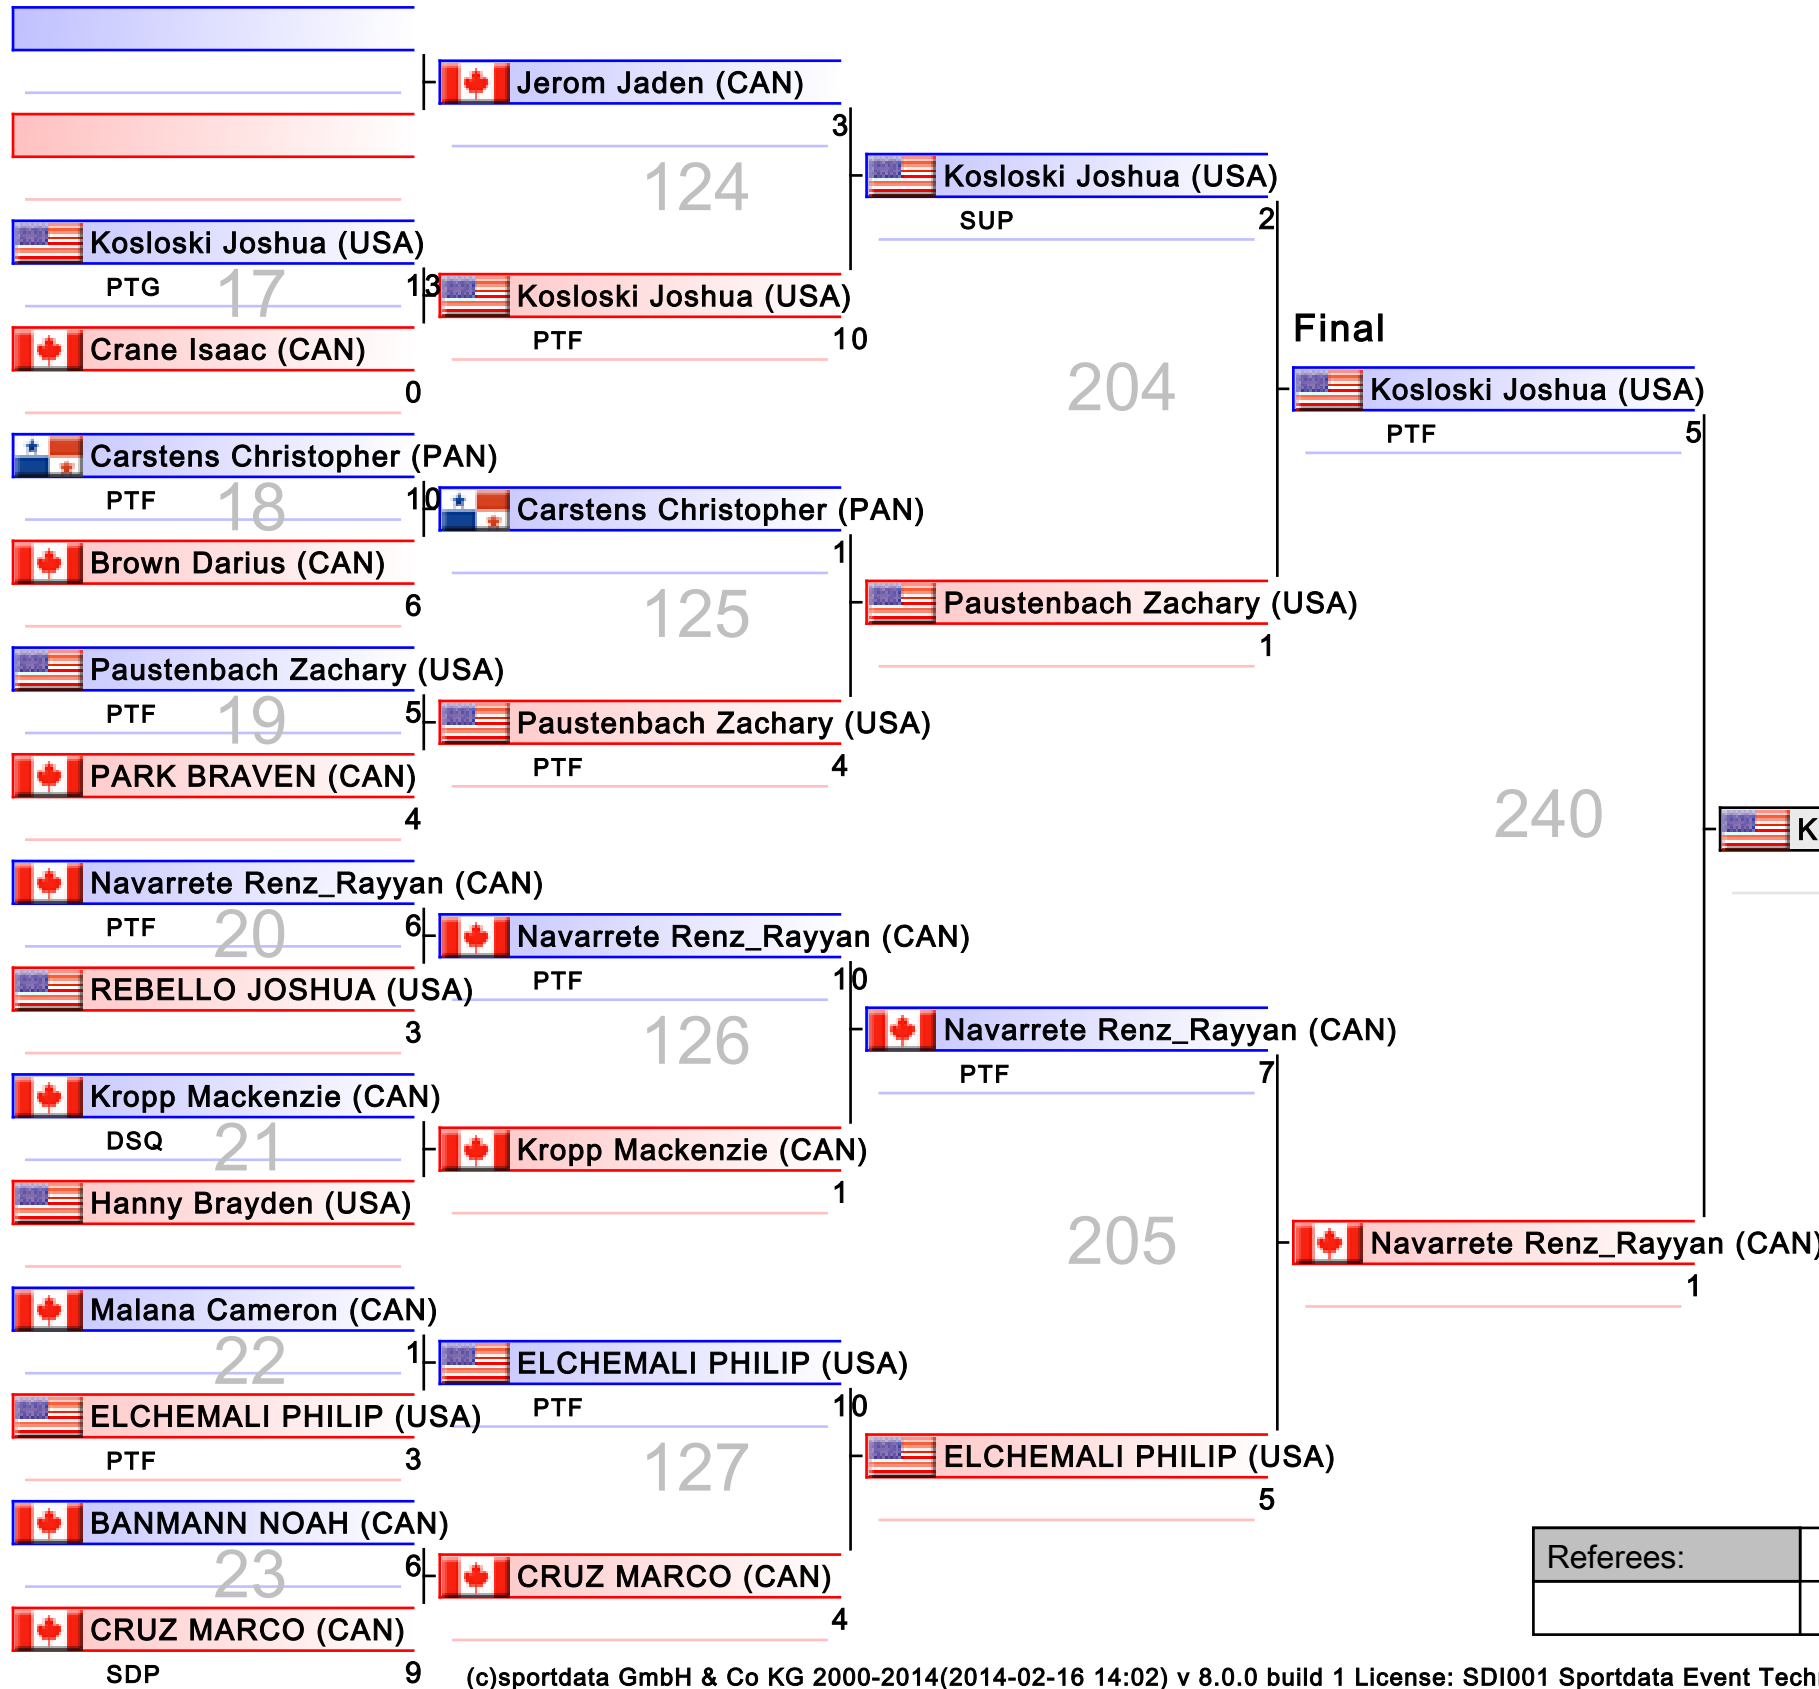 Jerom Jaden (CAN)
3
124
Kosloski Joshua (USA)
SUP 2
Kosloski Joshua (USA)
PTG 17 13
Kosloski Joshua (USA)
PTF 10
Crane Isaac (CAN)
0
Final
204
Kosloski Joshua (USA)
PTF 5
Carstens Christopher (PAN)
PTF 18 10
Carstens Christopher (PAN)
1
Brown Darius (CAN)
6
125
Paustenbach Zachary (USA)
1
Paustenbach Zachary (USA)
PTF 19 5
Paustenbach Zachary (USA)
PTF 4
PARK BRAVEN (CAN)
4
240
K
Navarrete Renz_Rayyan (CAN)
PTF 20 6
Navarrete Renz_Rayyan (CAN)
PTF 10
REBELLO JOSHUA (USA)
3
126
Navarrete Renz_Rayyan (CAN)
PTF 7
Kropp Mackenzie (CAN)
DSQ 21
Kropp Mackenzie (CAN)
1
Hanny Brayden (USA)
205
Navarrete Renz_Rayyan (CAN)
1
Malana Cameron (CAN)
22 1
ELCHEMALI PHILIP (USA)
PTF 10
ELCHEMALI PHILIP (USA)
PTF 3
127
ELCHEMALI PHILIP (USA)
5
BANMANN NOAH (CAN)
23 6
CRUZ MARCO (CAN)
4
Referees:
CRUZ MARCO (CAN)
SDP 9
(c)sportdata GmbH & Co KG 2000-2014(2014-02-16 14:02) v 8.0.0 build 1 License: SDI001 Sportdata Event Tech